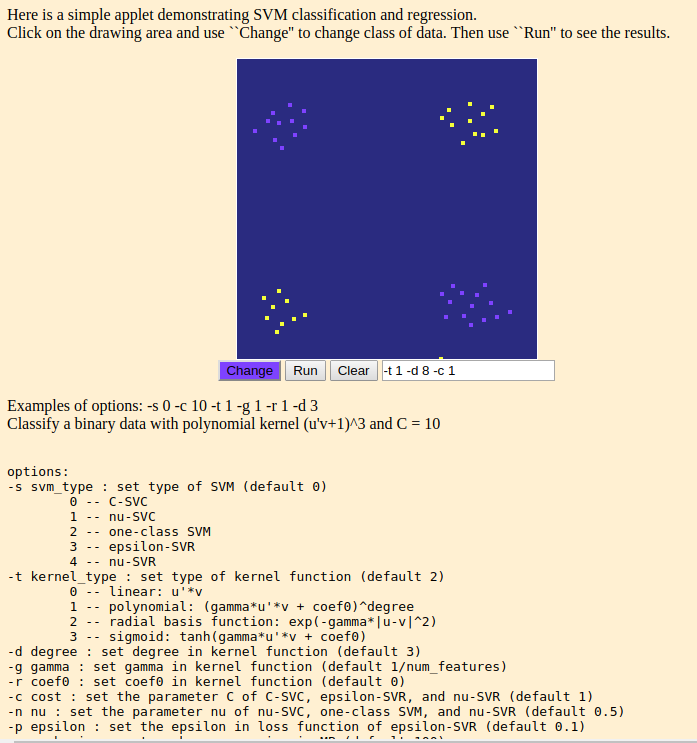 Here is a simple applet demonstrating SVM classification and regression.
Click on the drawing area and use ``Change'' to change class of data. Then use ``Run'' to see the results.
Change Run Clear -t 1 -d 8 -c 1
Examples of options: -s 0 -c 10 -t 1 -g 1 -r 1 -d 3
Classify a binary data with polynomial kernel (u'v+1)^3 and C = 10
options:
-s svm_type : set type of SVM (default 0)
0 -- C-SVC
1 -- nu-SVC
2 -- one-class SVM
3 -- epsilon-SVR
4 -- nu-SVR
-t kernel_type : set type of kernel function (default 2)
0 -- linear: u'*v
1 -- polynomial: (gamma*u'*v + coef0)^degree
2 -- radial basis function: exp(-gamma*|u-v|^2)
3 -- sigmoid: tanh(gamma*u'*v + coef0)
-d degree : set degree in kernel function (default 3)
-g gamma : set gamma in kernel function (default 1/num_features)
-r coef0 : set coef0 in kernel function (default 0)
-c cost : set the parameter C of C-SVC, epsilon-SVR, and nu-SVR (default 1)
-n nu : set the parameter nu of nu-SVC, one-class SVM, and nu-SVR (default 0.5)
-p epsilon : set the epsilon in loss function of epsilon-SVR (default 0.1)